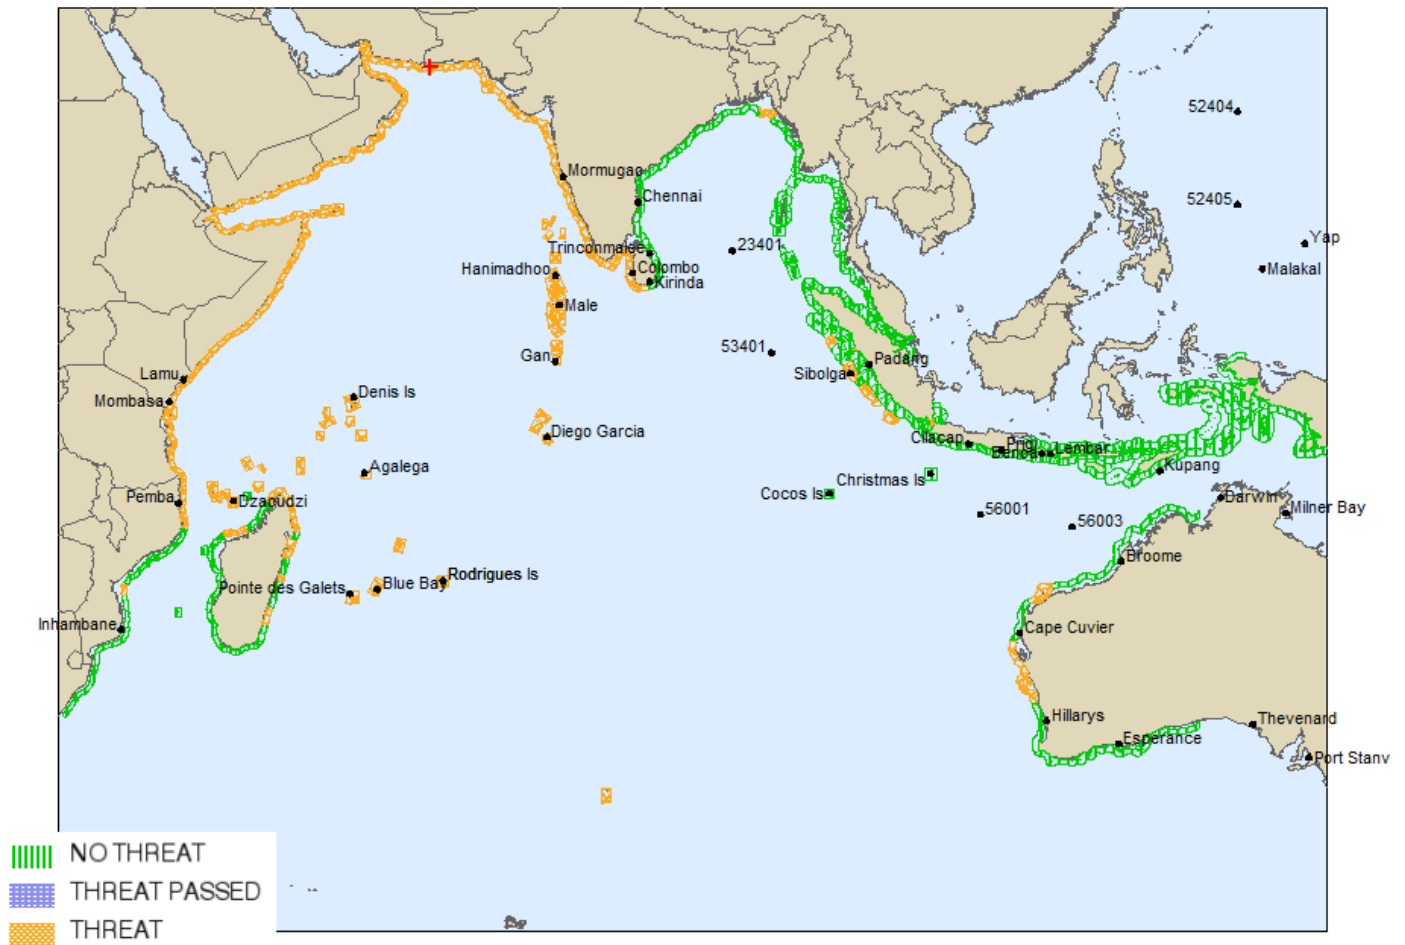 52404
Mormugao
Chennai
52405
Trinconmalee
23401
Yap
Hanimadhoo
Colombo
Malakal
Kirinda
Male
Gan
53401
Padang
Lamu
Sibolga
Mombasa
Denis Is
Diego Garcia
Cilacap
Prigi
Benoa
Lembar
Agalega
Christmas Is
Kupang
Pemba
Dzaoudzi
Cocos Is
Darwin
56001
Milner Bay
56003
Broome
Pointe des Galets
Blue Bay
Rodrigues Is
Inhambane
Cape Cuvier
Hillarys
Thevenard
Esperance
Port Stanv
NO THREAT
THREAT PASSED
THREAT